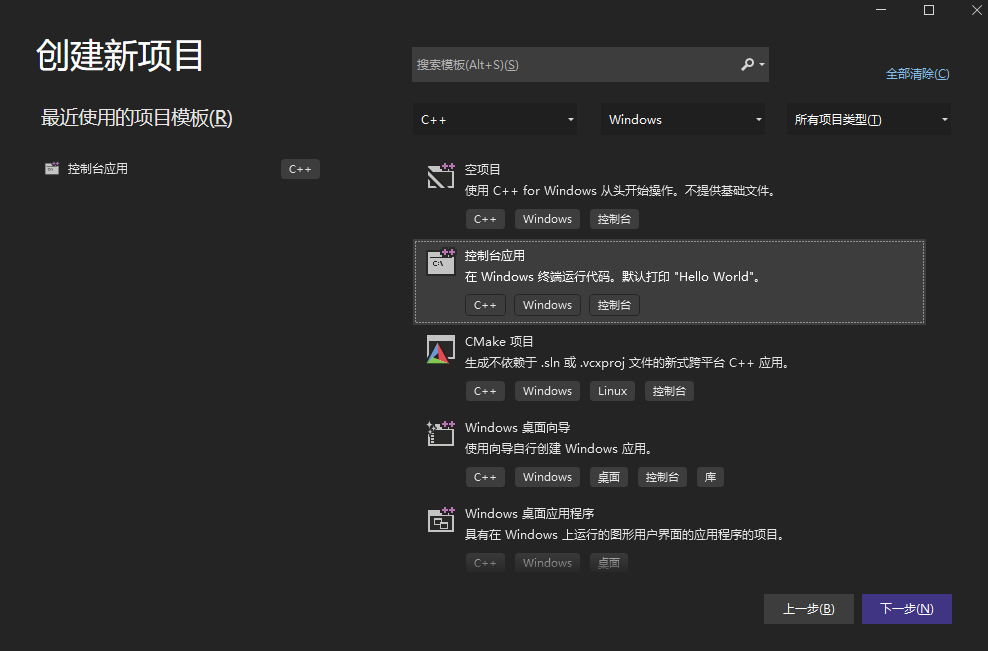 创建新项目
搜索模板(Alt+S)(S)
全部清除(C)
最近使用的项目模板(R)
C++
Windows
所有项目类型(T)
控制台应用
C++
空项目
使用 C++ for Windows 从头开始操作。不提供基础文件。
C++ Windows 控制台
控制台应用
C:\
在 Windows 终端运行代码。默认打印 "Hello World"。
C++ Windows 控制台
CMake 项目
生成不依赖于 .sln 或 .vcxproj 文件的新式跨平台 C++ 应用。
C++ Windows Linux 控制台
Windows 桌面向导
使用向导自行创建 Windows 应用。
C++ Windows 桌面 控制台 库
Windows 桌面应用程序
具有在 Windows 上运行的图形用户界面的应用程序的项目。
C++ Windows 桌面
上一步(B)
下一步(N)